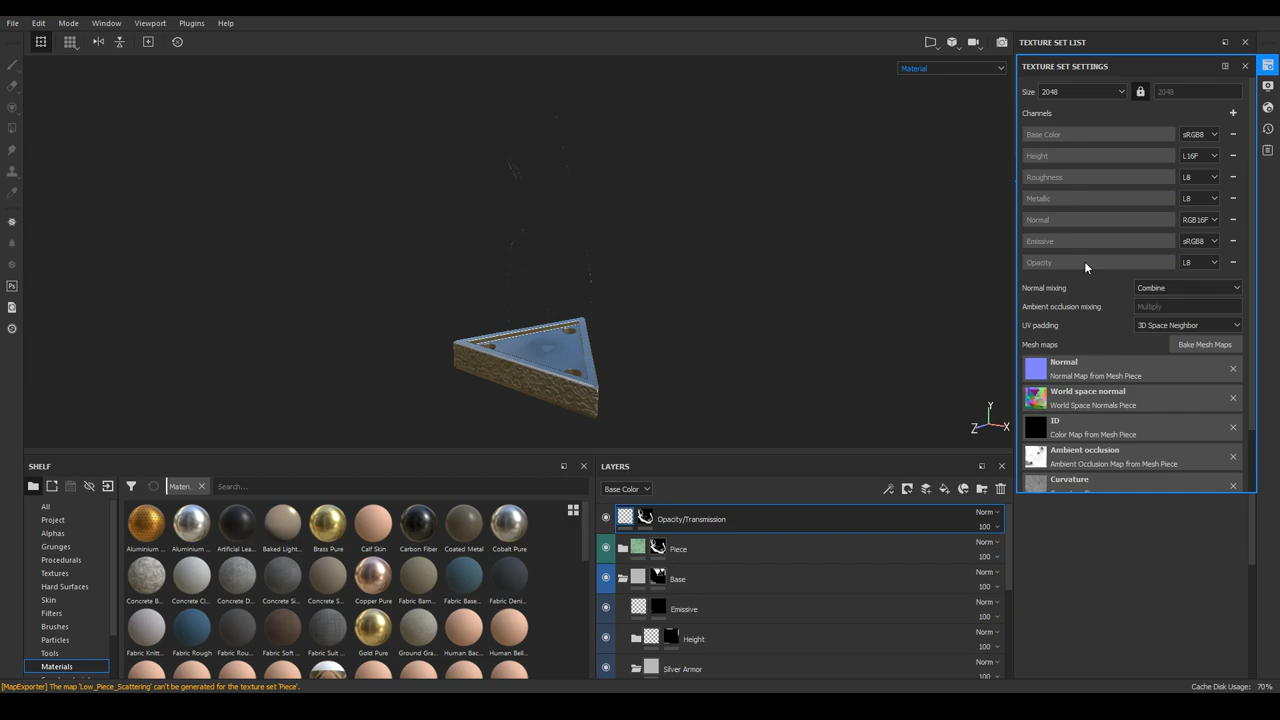 File Edit Mode Window Viewport Plugins Help
Material
TEXTURE SET LIST
TEXTURE SET SETTINGS
Size 2048 2048
Channels
Base Color sRGB8
Height L16F
Roughness L8
Metallic L8
Normal RGB16F
Emissive sRGB8
Opacity L8
Normal mixing Combine
Ambient occlusion mixing Multiply
UV padding 3D Space Neighbor
Mesh maps Bake Mesh Maps
Normal
Normal Map from Mesh Piece
World space normal
World Space Normals Piece
ID
Color Map from Mesh Piece
Ambient occlusion
Ambient Occlusion Map from Mesh Piece
Curvature
Y
Z X
SHELF
Materi...
Search...
All
Project
Alphas
Grunges
Procedurals
Textures
Hard Surfaces
Skin
Filters
Brushes
Particles
Tools
Materials
Aluminium ... Aluminium ... Artificial Lea... Baked Light... Brass Pure Calf Skin Carbon Fiber Coated Metal Cobalt Pure
Concrete B... Concrete Cl... Concrete D... Concrete Si... Concrete S... Copper Pure Fabric Bam... Fabric Base... Fabric Deni...
Fabric Knitt... Fabric Rough Fabric Rou... Fabric Soft ... Fabric Suit ... Gold Pure Ground Gra... Human Bac... Human Bell...
LAYERS
Base Color
Opacity/Transmission Norm
100
Piece Norm
100
Base Norm
100
Emissive Norm
100
Height Norm
100
Silver Armor Norm
Ps
[MapExporter] The map 'Low_Piece_Scattering' can't be generated for the texture set 'Piece'.
Cache Disk Usage: 70%